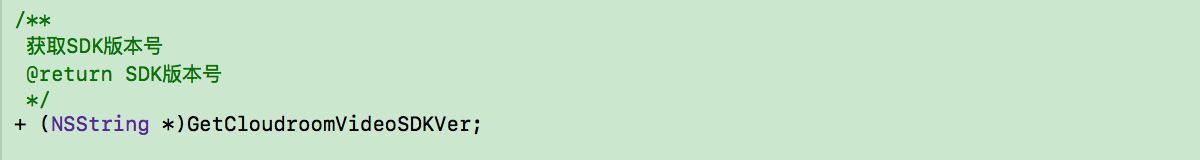 /**
获取SDK版本号
@return SDK版本号
*/
+ (NSString *)GetCloudroomVideoSDKVer;